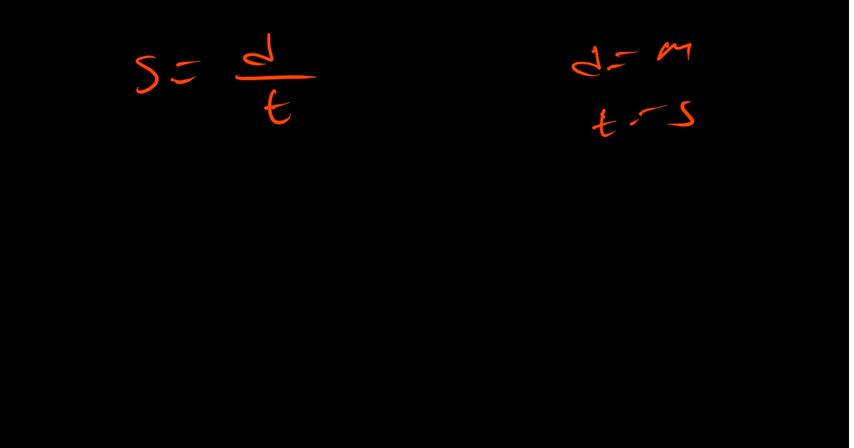 s = d/t
d = m
t = s